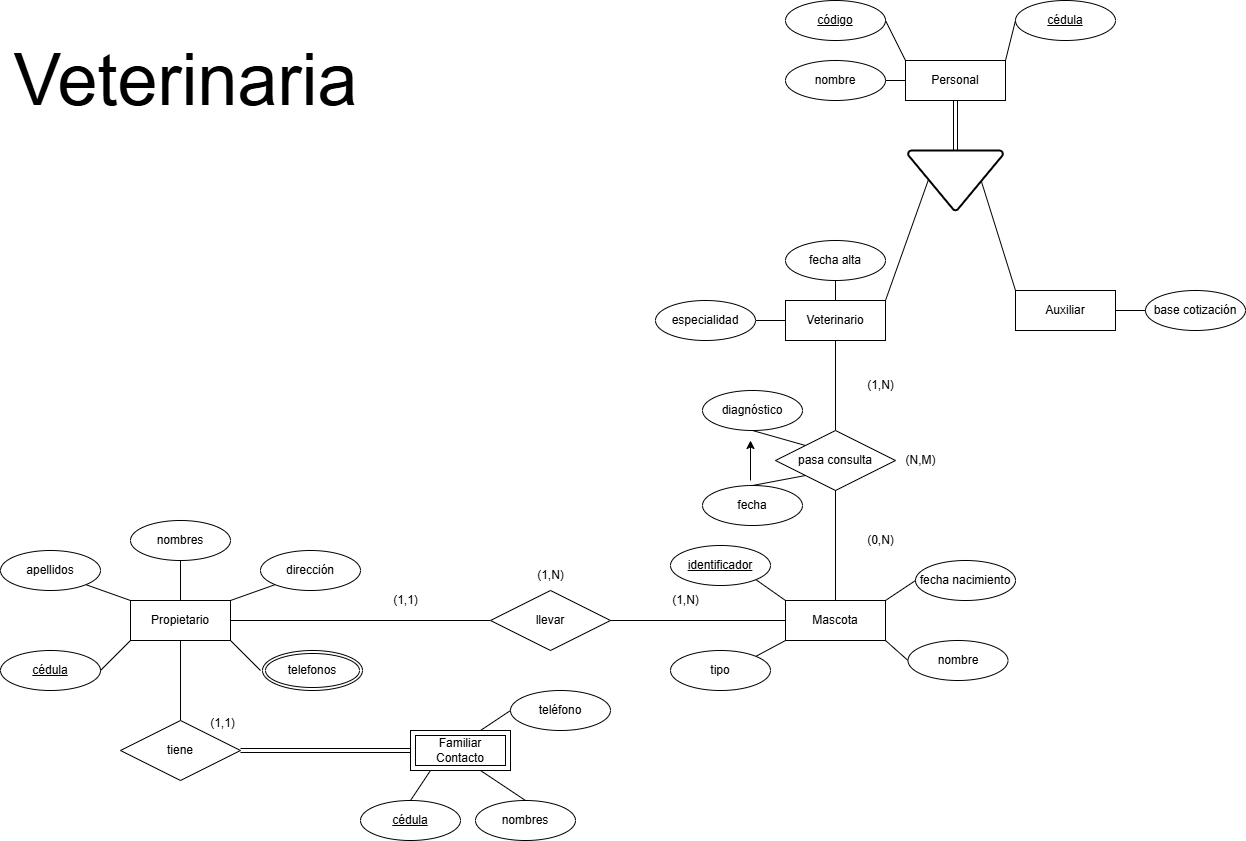 Veterinaria
código
cédula
nombre
Personal
fecha alta
especialidad
Veterinario
Auxiliar
base cotización
(1,N)
diagnóstico
pasa consulta
(N,M)
fecha
(0,N)
nombres
apellidos
dirección
identificador
fecha nacimiento
(1,N)
(1,1)
(1,N)
Propietario
llevar
Mascota
cédula
telefonos
tipo
nombre
(1,1)
teléfono
tiene
Familiar
Contacto
cédula
nombres